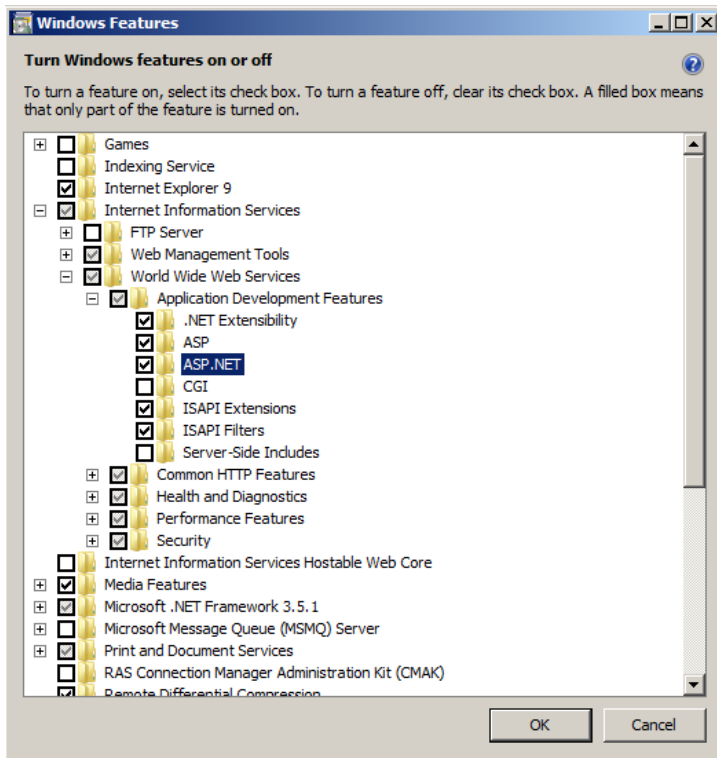 Windows Features
Turn Windows features on or off
To turn a feature on, select its check box. To turn a feature off, clear its check box. A filled box means
that only part of the feature is turned on.
Games
Indexing Service
Internet Explorer 9
Internet Information Services
FTP Server
Web Management Tools
World Wide Web Services
Application Development Features
.NET Extensibility
ASP
ASP.NET
CGI
ISAPI Extensions
ISAPI Filters
Server-Side Includes
Common HTTP Features
Health and Diagnostics
Performance Features
Security
Internet Information Services Hostable Web Core
Media Features
Microsoft .NET Framework 3.5.1
Microsoft Message Queue (MSMQ) Server
Print and Document Services
RAS Connection Manager Administration Kit (CMAK)
Remote Differential Compression
OK Cancel